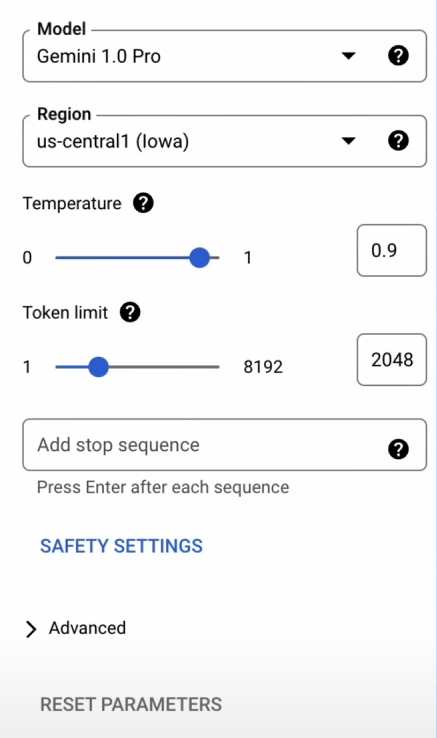 Model
Gemini 1.0 Pro
?
Region
us-central1 (Iowa)
?
Temperature ?
0 1 0.9
Token limit ?
1 8192 2048
Add stop sequence ?
Press Enter after each sequence
SAFETY SETTINGS
Advanced
RESET PARAMETERS